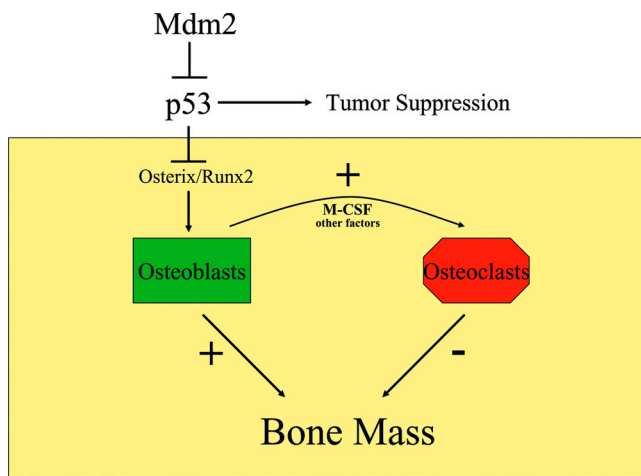 Mdm2
p53
Tumor Suppression
Osterix/Runx2
+
M-CSF
other factors
Osteoblasts
Osteoclasts
+
-
Bone Mass